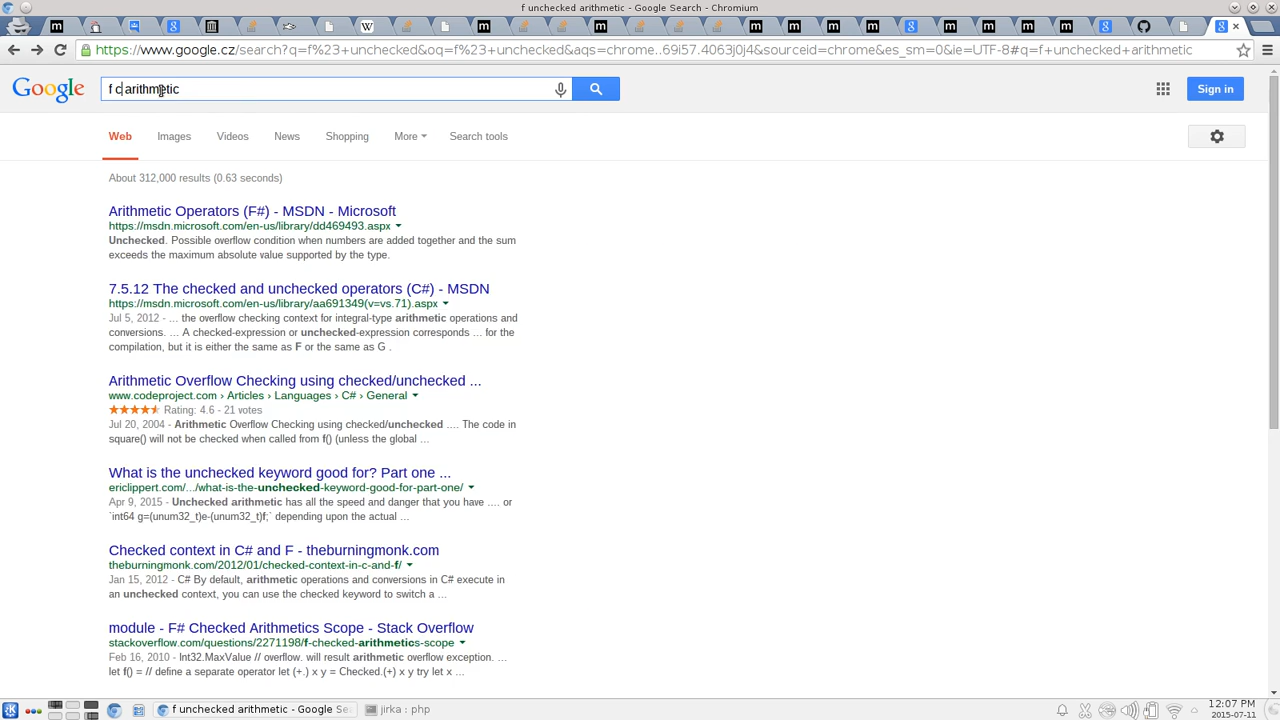 f unchecked arithmetic - Google Search - Chromium
https://www.google.cz/search?q=f%23+unchecked&oq=f%23+unchecked&aqs=chrome..69i57.4063j0j4&sourceid=chrome&es_sm=0&ie=UTF-8#q=f+unchecked+arithmetic
Google
f c arithmetic
Sign in
Web Images Videos News Shopping More Search tools
About 312,000 results (0.63 seconds)
Arithmetic Operators (F#) - MSDN - Microsoft
https://msdn.microsoft.com/en-us/library/dd469493.aspx
Unchecked. Possible overflow condition when numbers are added together and the sum
exceeds the maximum absolute value supported by the type.
7.5.12 The checked and unchecked operators (C#) - MSDN
https://msdn.microsoft.com/en-us/library/aa691349(v=vs.71).aspx
Jul 5, 2012 - ... the overflow checking context for integral-type arithmetic operations and
conversions. ... A checked-expression or unchecked-expression corresponds ... for the
compilation, but it is either the same as F or the same as G .
Arithmetic Overflow Checking using checked/unchecked ...
www.codeproject.com › Articles › Languages › C# › General
Rating: 4.6 - 21 votes
Jul 20, 2004 - Arithmetic Overflow Checking using checked/unchecked .... The code in
square() will not be checked when called from f() (unless the global ...
What is the unchecked keyword good for? Part one ...
ericlippert.com/.../what-is-the-unchecked-keyword-good-for-part-one/
Apr 9, 2015 - Unchecked arithmetic has all the speed and danger that you have .... or
`int64 g=(unum32_t)e-(unum32_t)f;` depending upon the actual ...
Checked context in C# and F - theburningmonk.com
theburningmonk.com/2012/01/checked-context-in-c-and-f/
Jan 15, 2012 - C# By default, arithmetic operations and conversions in C# execute in
an unchecked context, you can use the checked keyword to switch a ...
module - F# Checked Arithmetics Scope - Stack Overflow
stackoverflow.com/questions/2271198/f-checked-arithmetics-scope
Feb 16, 2010 - Int32.MaxValue // overflow. will result arithmetic overflow exception. ...
let f() = // define a separate operator let (+.) x y = Checked.(+) x y try let x ...
f unchecked arithmetic - Google Se
jirka : php
12:07 PM
2015-07-11